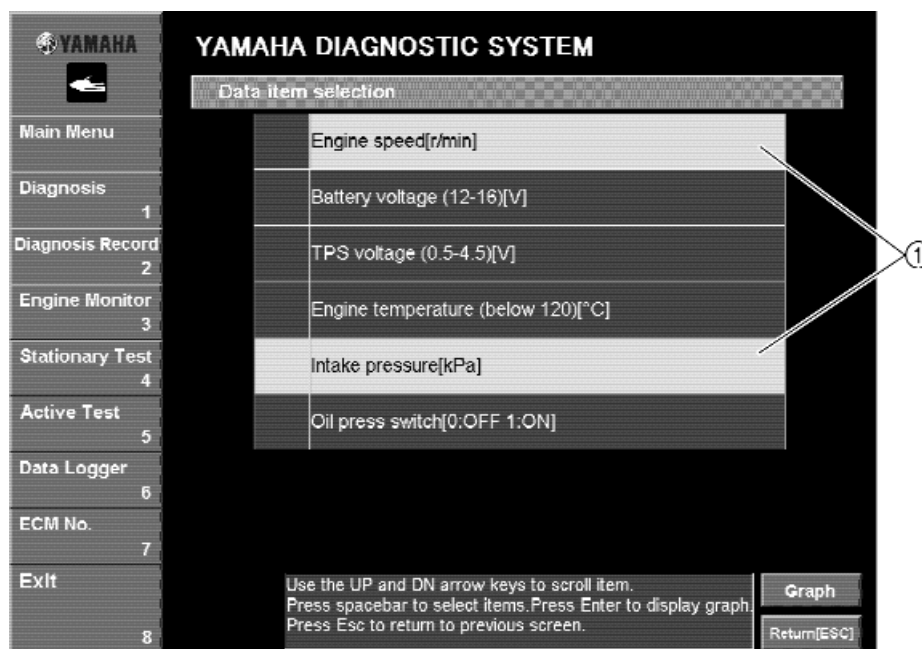 YAMAHA
YAMAHA DIAGNOSTIC SYSTEM
Data item selection
Main Menu
Diagnosis
1
Diagnosis Record
2
Engine Monitor
3
Stationary Test
4
Active Test
5
Data Logger
6
ECM No.
7
Exit
8
Engine speed[r/min]
Battery voltage (12-16)[V]
TPS voltage (0.5-4.5)[V]
Engine temperature (below 120)[°C]
Intake pressure[kPa]
Oil press switch[0:OFF 1:ON]
①
Use the UP and DN arrow keys to scroll item.
Press spacebar to select items.Press Enter to display graph.
Press Esc to return to previous screen.
Graph
Return[ESC]